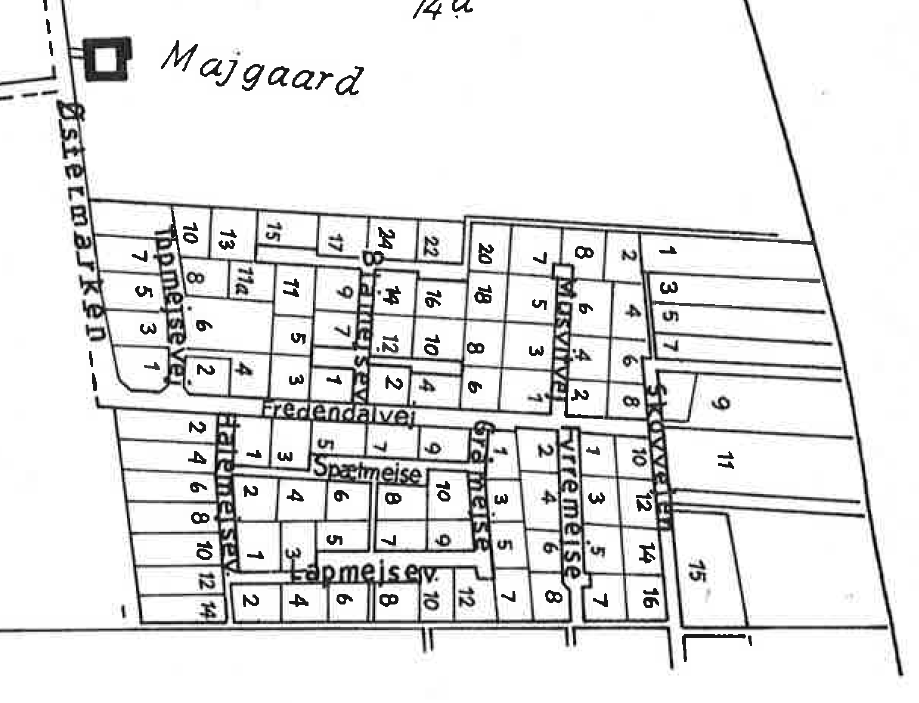 14a
Majgaard
Østermarken
10 13 15 17 24 22 20 7 8 2 1
7 Topmejsevej 8 11a 11 9 14 16 18 5 Musvitvej 6 4 3
5 6 5 7 Blåmejsev. 12 10 8 3 4 6 5
3 7
1 2 4 3 1 2 4 6 1 2 8 Skovvejen 9
Fredendalvej
2 Halemejsev. 1 3 5 7 9 Gråmejse 1 2 Fyrremejse 1 10 11
4 Spætmejse
6 2 4 6 8 10 3 4 3 12
8
10 1 3 5 7 9 5 6 5 14 15
12 Lapmejsev.
14 2 4 6 8 10 12 7 8 7 16